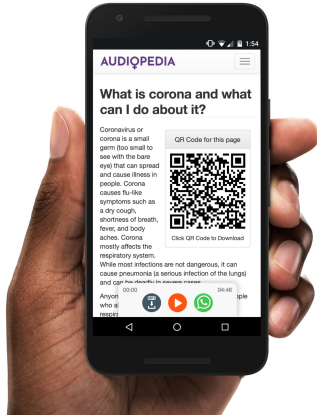 1:54
AUDIOPEDIA
What is corona and what
can I do about it?
Coronavirus or
corona is a small
germ (too small to
see with the bare
eye) that can spread
and cause illness in
people. Corona
causes flu-like
symptoms such as
a dry cough,
shortness of breath,
fever, and body
aches. Corona
mostly affects the
respiratory system.
QR Code for this page
Click QR Code to Download
While most infections are not dangerous, it can
cause pneumonia (a serious infection of the lungs)
and can be deadly in severe cases.
00:00
04:46
Anyon
ple
who a
respira